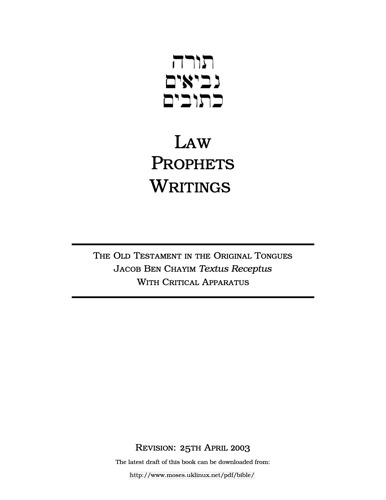 תורה
נביאים
כתובים
Law
Prophets
Writings
The Old Testament in the Original Tongues
Jacob Ben Chayim Textus Receptus
With Critical Apparatus
Revision: 25th April 2003
The latest draft of this book can be downloaded from:
http://www.moses.uklinux.net/pdf/bible/